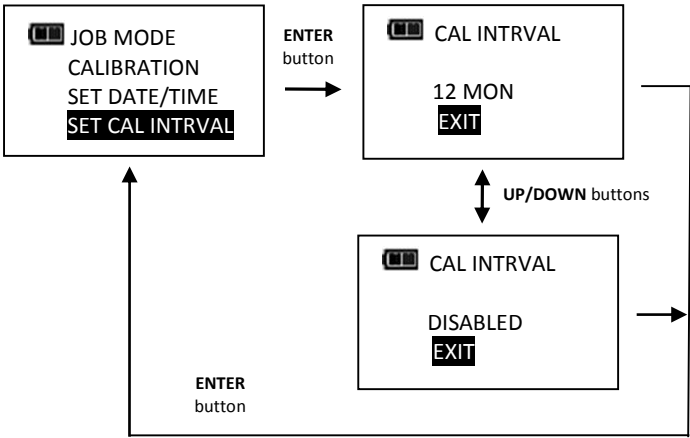 JOB MODE
CALIBRATION
SET DATE/TIME
SET CAL INTRVAL
ENTER
button
CAL INTRVAL
12 MON
EXIT
UP/DOWN buttons
CAL INTRVAL
DISABLED
EXIT
ENTER
button